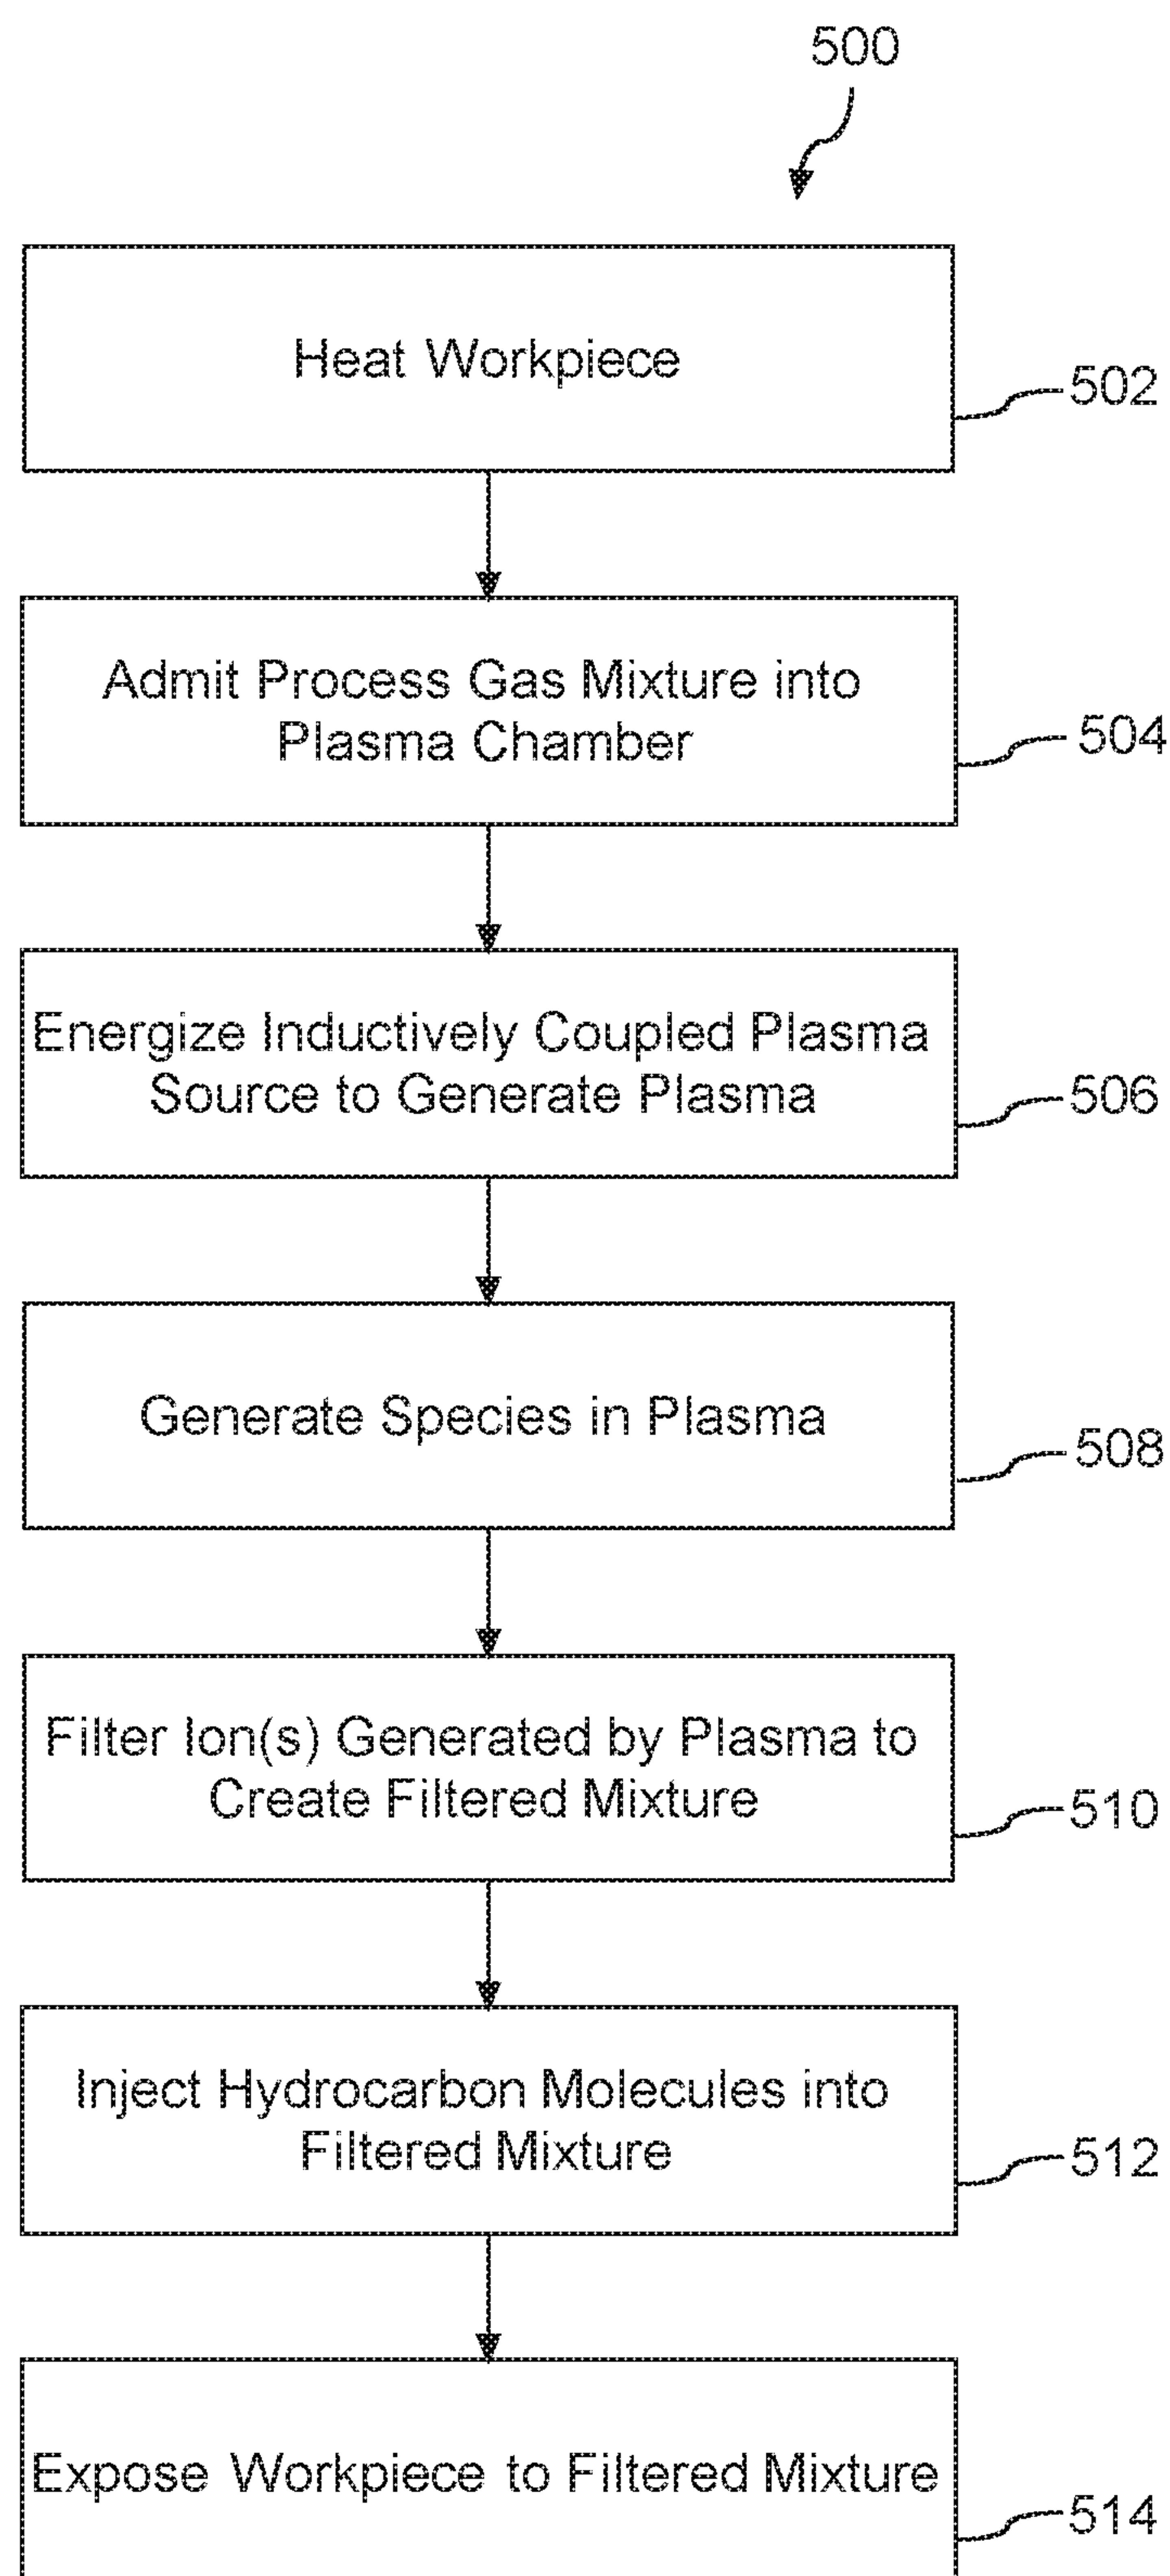 500
Heat Workpiece
502
Admit Process Gas Mixture into
Plasma Chamber
504
Energize Inductively Coupled Plasma
Source to Generate Plasma
506
Generate Species in Plasma
508
Filter Ion(s) Generated by Plasma to
Create Filtered Mixture
510
Inject Hydrocarbon Molecules into
Filtered Mixture
512
Expose Workpiece to Filtered Mixture
514